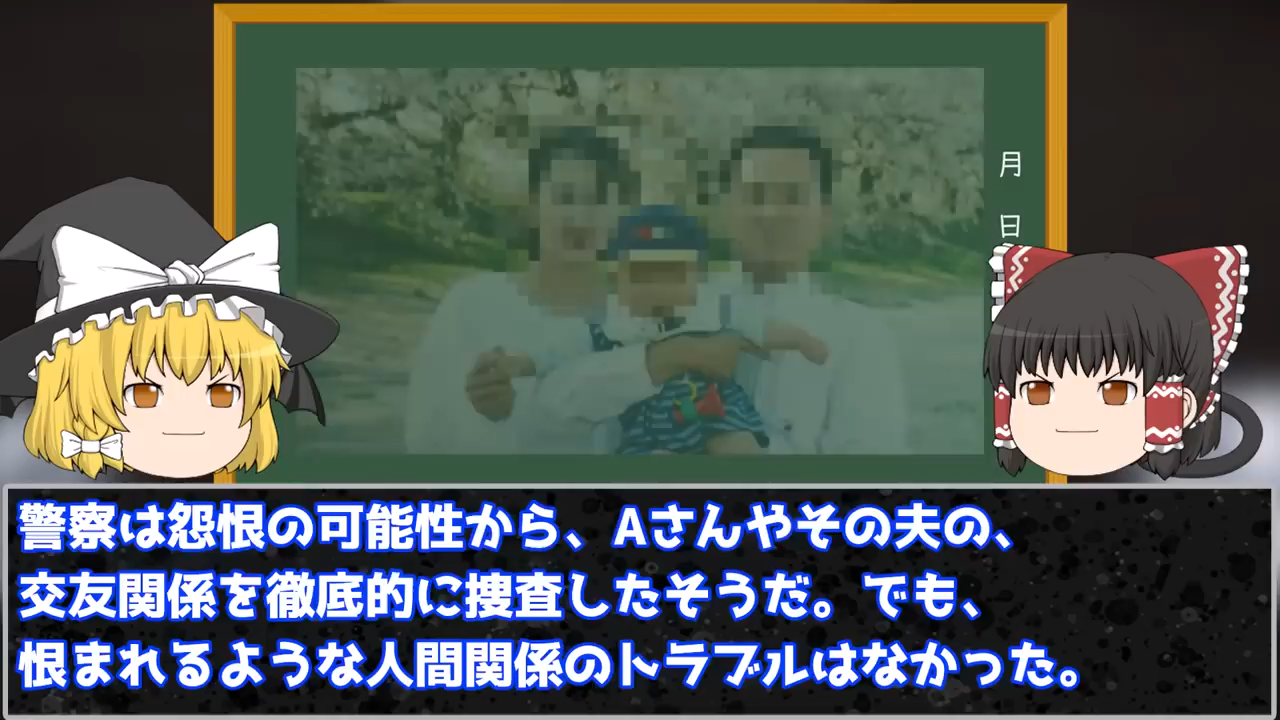 月
日
警察は怨恨の可能性から、Aさんやその夫の、
交友関係を徹底的に捜査したそうだ。でも、
恨まれるような人間関係のトラブルはなかった。